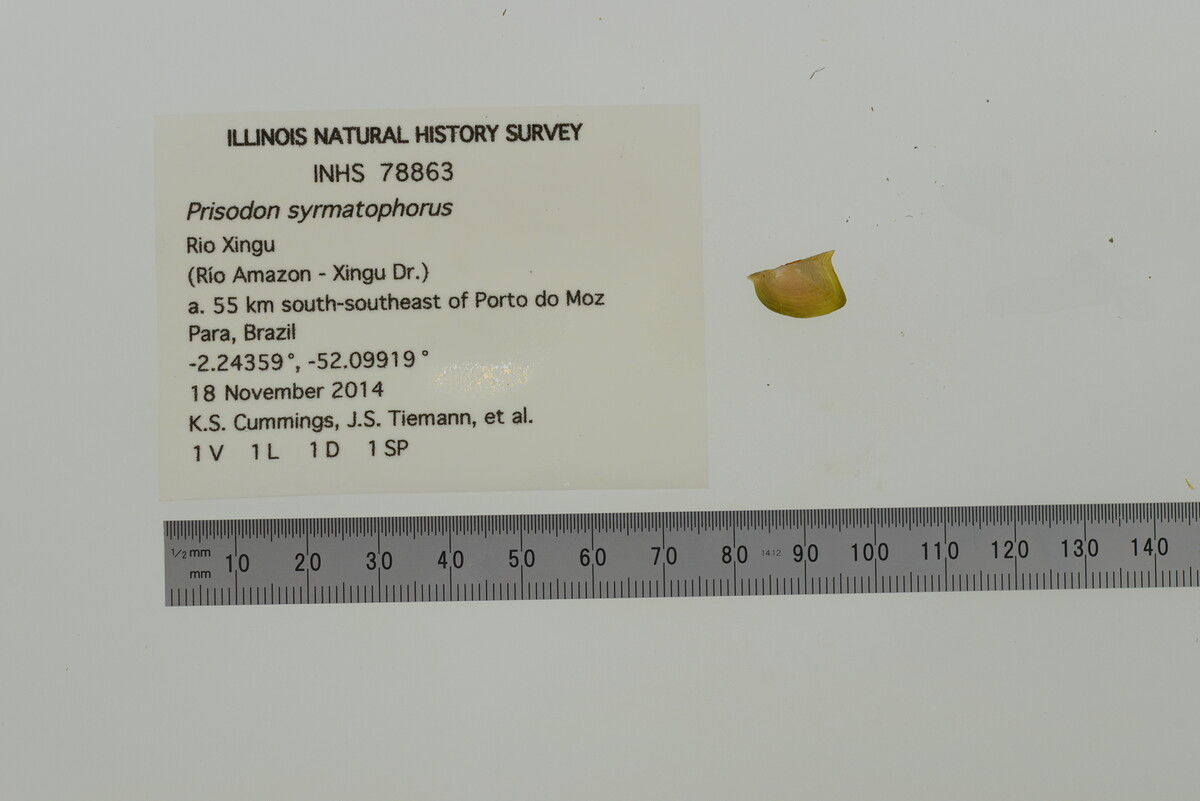 ILLINOIS NATURAL HISTORY SURVEY
INHS 78863
Prisodon syrmatophorus
Rio Xingu
(Río Amazon - Xingu Dr.)
a. 55 km south-southeast of Porto do Moz
Para, Brazil
-2.24359°, -52.09919°
18 November 2014
K.S. Cummings, J.S. Tiemann, et al.
1 V 1 L 1 D 1 SP
1/2 mm
10 20 30 40 50 60 70 80 1412 90 100 110 120 130 140
mm